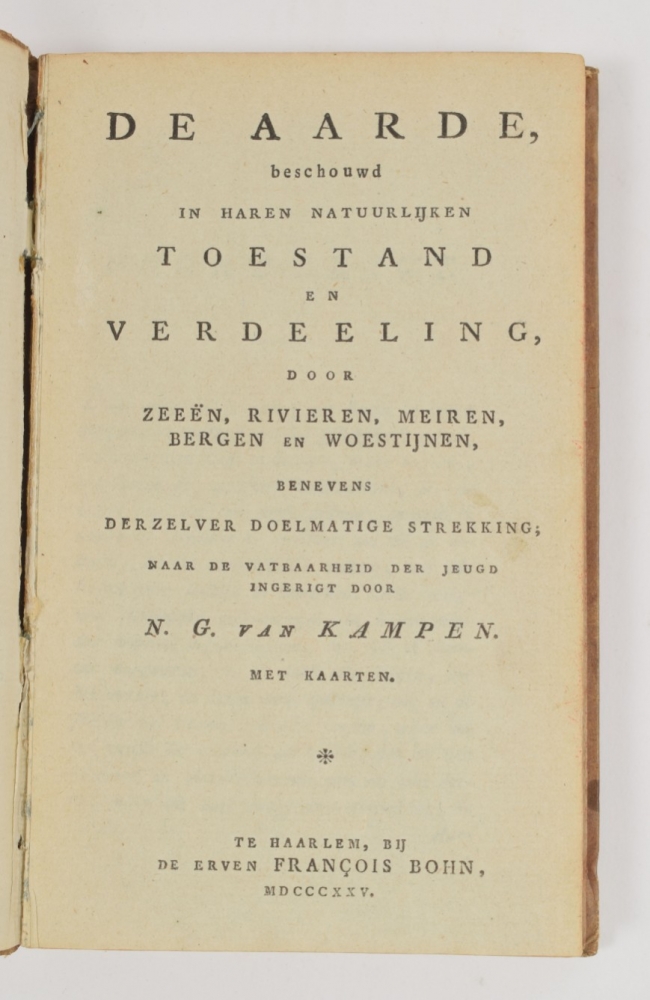 DE AARDE,
beschouwd
IN HAREN NATUURLIJKEN
TOESTAND
EN
VERDEELING,
DOOR
ZEEËN, RIVIEREN, MEIREN,
BERGEN EN WOESTIJNEN,
BENEVENS
DERZELVER DOELMATIGE STREKKING;
NAAR DE VATBAARHEID DER JEUGD
INGERIGT DOOR
N. G. VAN KAMPEN.
MET KAARTEN.
TE HAARLEM, BIJ
DE ERVEN FRANÇOIS BOHN,
MDCCCXXV.